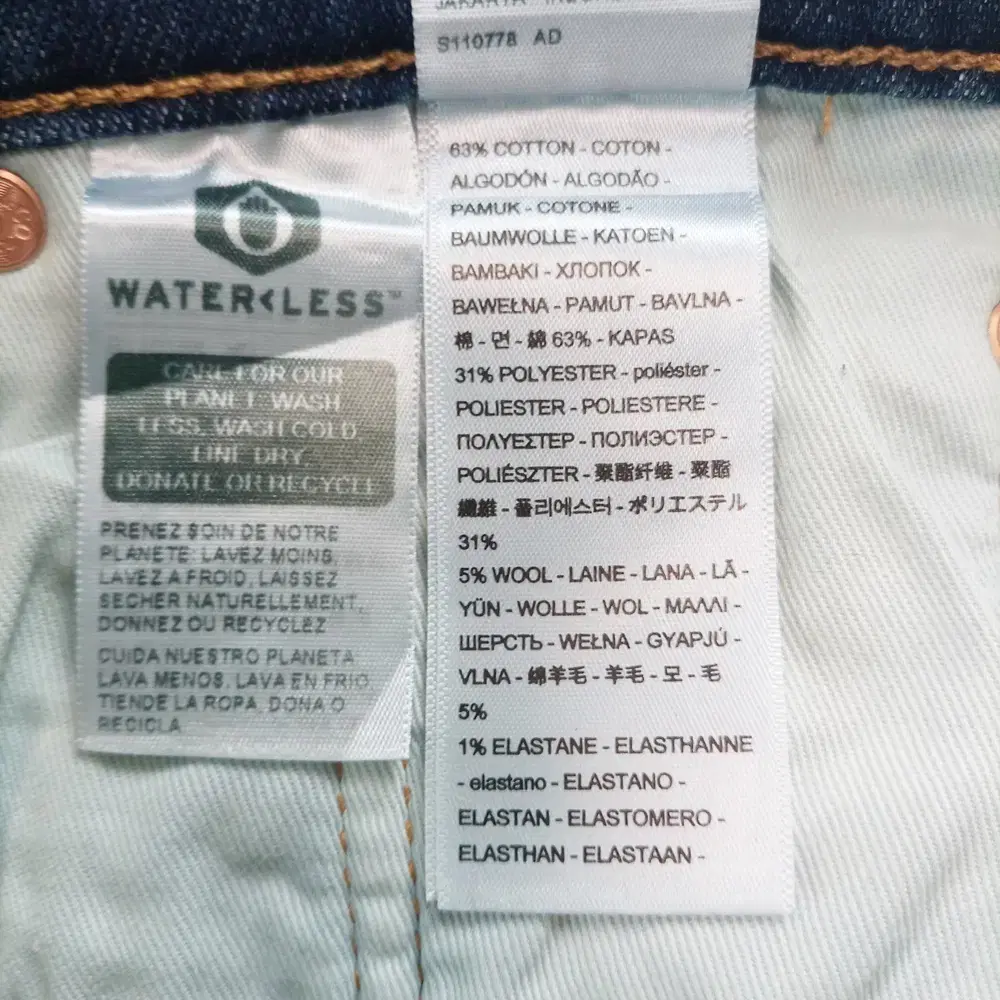 S110778 AD
WATER<LESS™
CARE FOR OUR
PLANET WASH
LESS, WASH COLD
LINE DRY,
DONATE OR RECYCLE
PRENEZ SOIN DE NOTRE
PLANETE: LAVEZ MOINS,
LAVEZ A FROID, LAISSEZ
SECHER NATURELLEMENT,
DONNEZ OU RECYCLEZ
CUIDA NUESTRO PLANETA
LAVA MENOS, LAVA EN FRIO
TIENDE LA ROPA, DONA O
RECICLA
63% COTTON - COTON -
ALGODÓN - ALGODÃO -
PAMUK - COTONE -
BAUMWOLLE - KATOEN -
BAMBAKI - ХЛОПОК -
BAWEŁNA - PAMUT - BAVLNA -
棉 - 면 - 綿 63% - KAPAS
31% POLYESTER - poliéster -
POLIESTER - POLIESTERE -
ΠΟΛΥΕΣΤΕΡ - ПОЛИЭСТЕР -
POLIÉSZTER - 聚酯纤维 - 聚酯
纖維 - 폴리에스터 - ポリエステル
31%
5% WOOL - LAINE - LANA - LÃ -
YÜN - WOLLE - WOL - ΜΑΛΛΙ -
ШЕРСТЬ - WEŁNA - GYAPJÚ -
VLNA - 绵羊毛 - 羊毛 - 모 - 毛
5%
1% ELASTANE - ELASTHANNE
- elastano - ELASTANO -
ELASTAN - ELASTOMERO -
ELASTHAN - ELASTAAN -